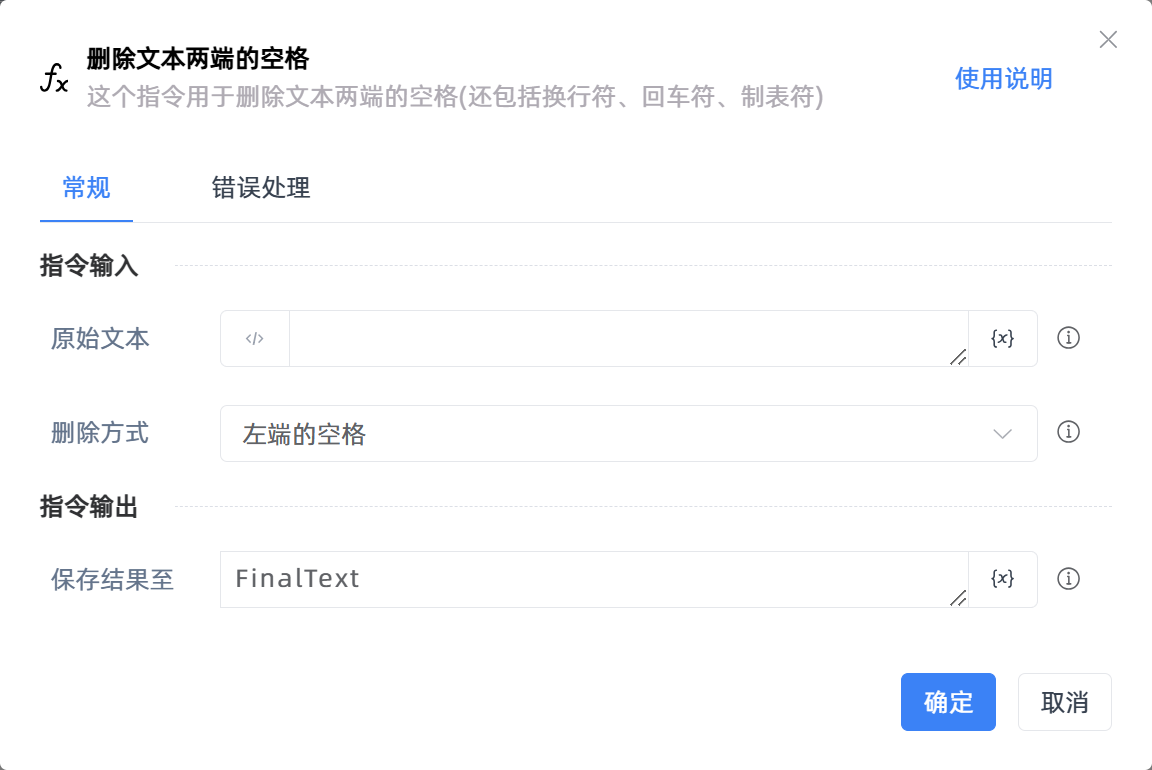 删除文本两端的空格
fx
这个指令用于删除文本两端的空格(还包括换行符、回车符、制表符)
使用说明
常规 错误处理
指令输入
原始文本 </> {x}
删除方式 左端的空格
指令输出
保存结果至 FinalText {x}
确定 取消